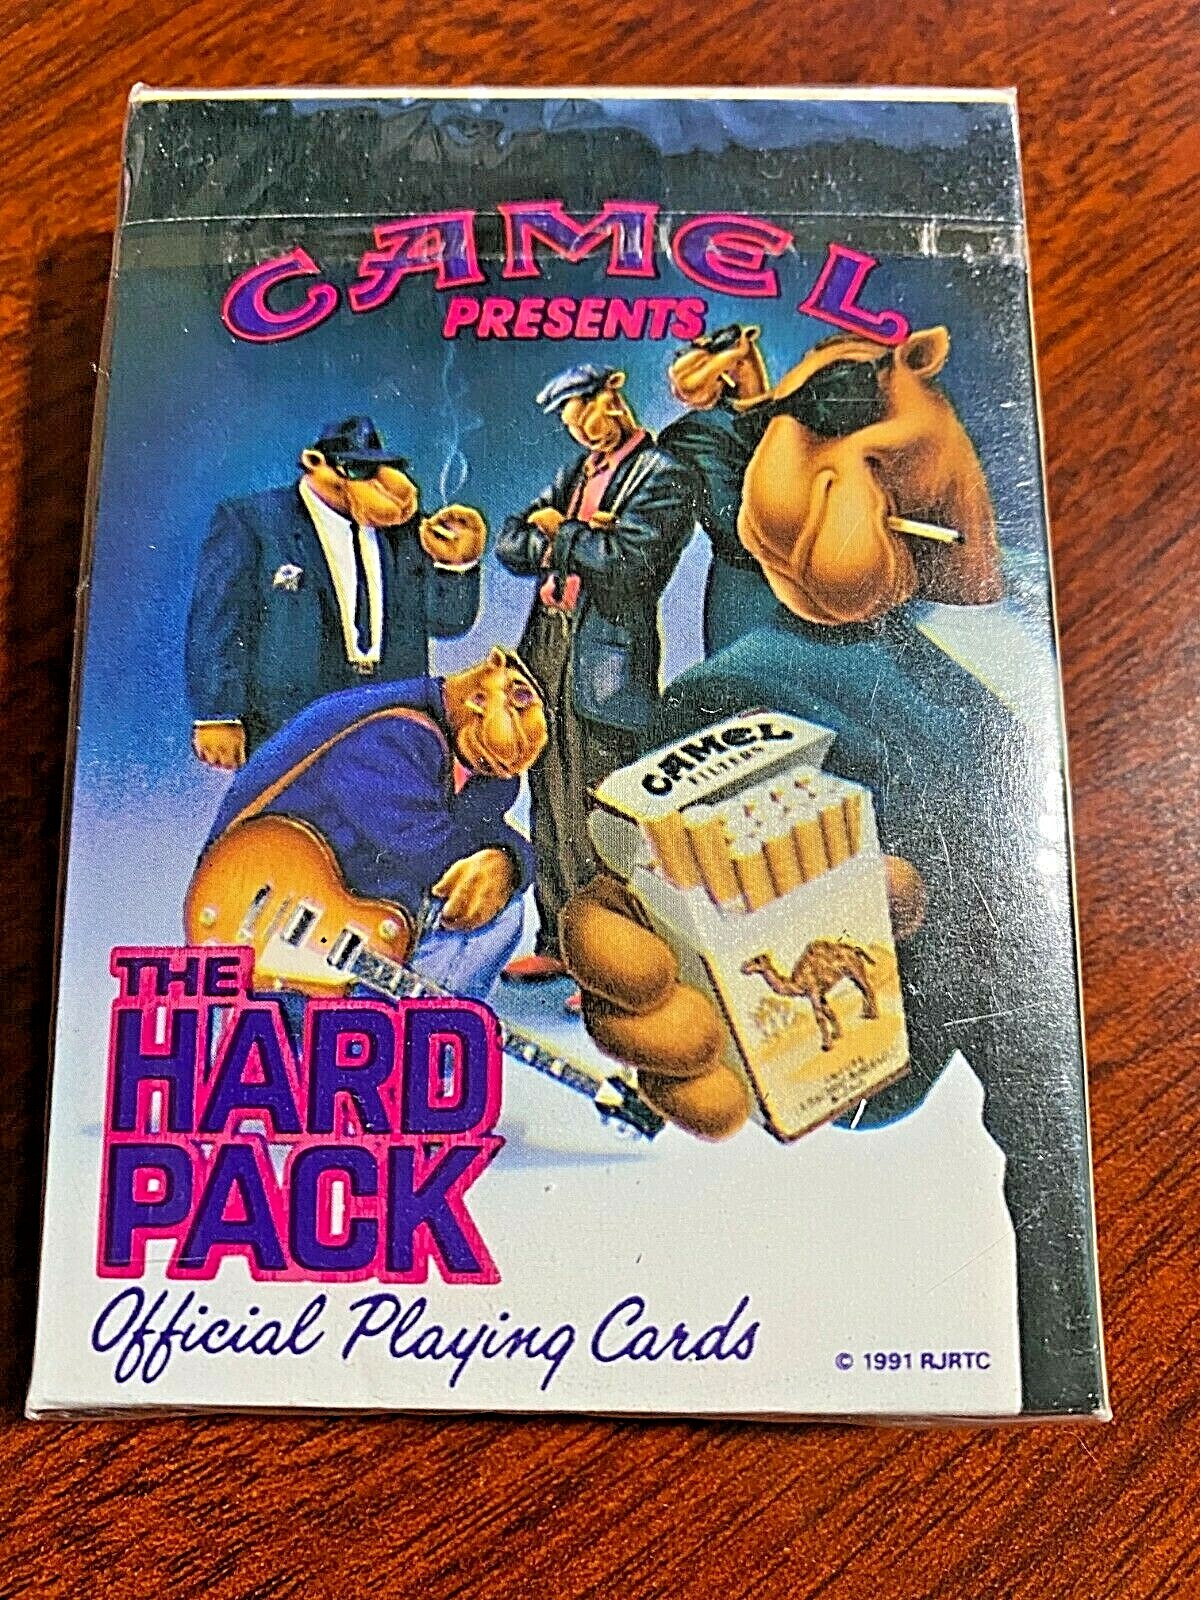 CAMEL
PRESENTS
CAMEL
FILTERS
THE
HARD
PACK
Official Playing Cards
© 1991 RJRTC